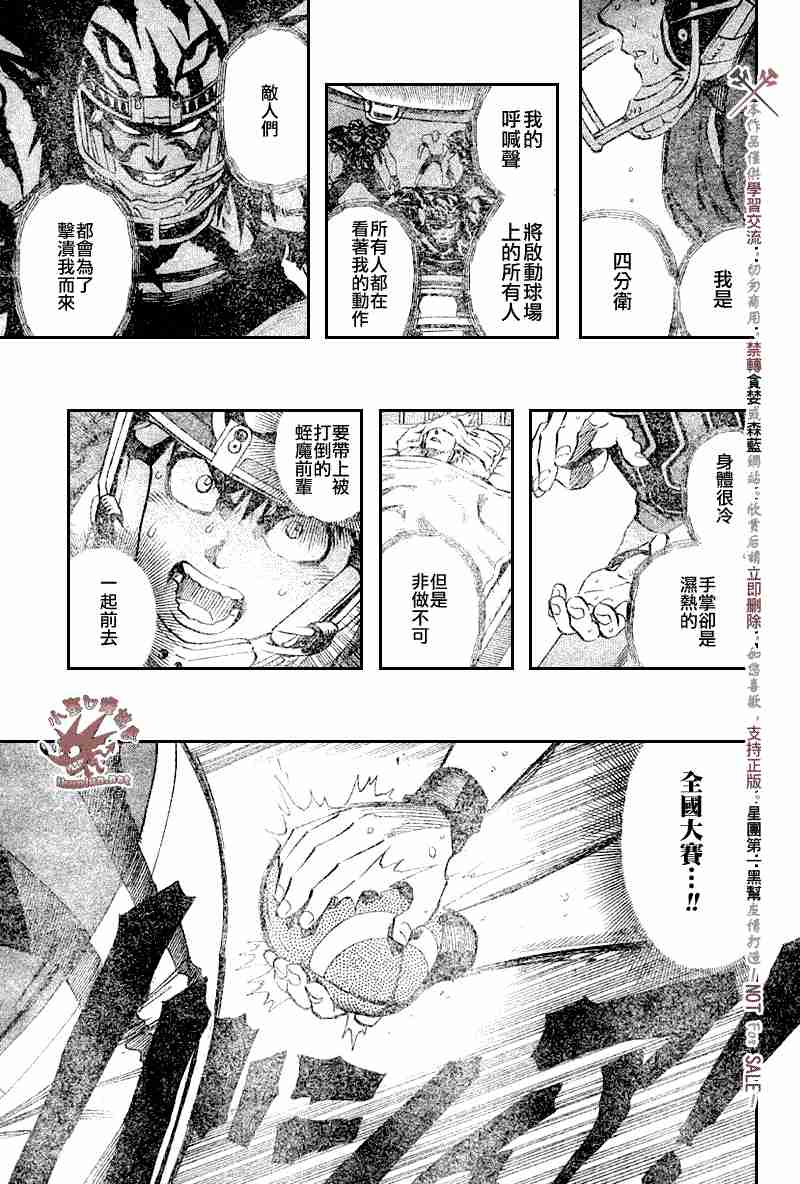 我是
四分衛
我的
呼喊聲
將啟動球場
上的所有人
所有人都在
看著我的動作
敵人們
都會為了
擊潰我而來
身體很冷
手掌卻是
濕熱的
但是
非做不可
要帶上被
打倒的
蛭魔前輩
一起前去
全國大賽…!!
本作品僅供學習交流，切勿商用，禁轉貪婪或森藍網站。欣賞后請立即刪除，如您喜歡，支持正版。星團第一黑幫友情打造 NOT For SALE